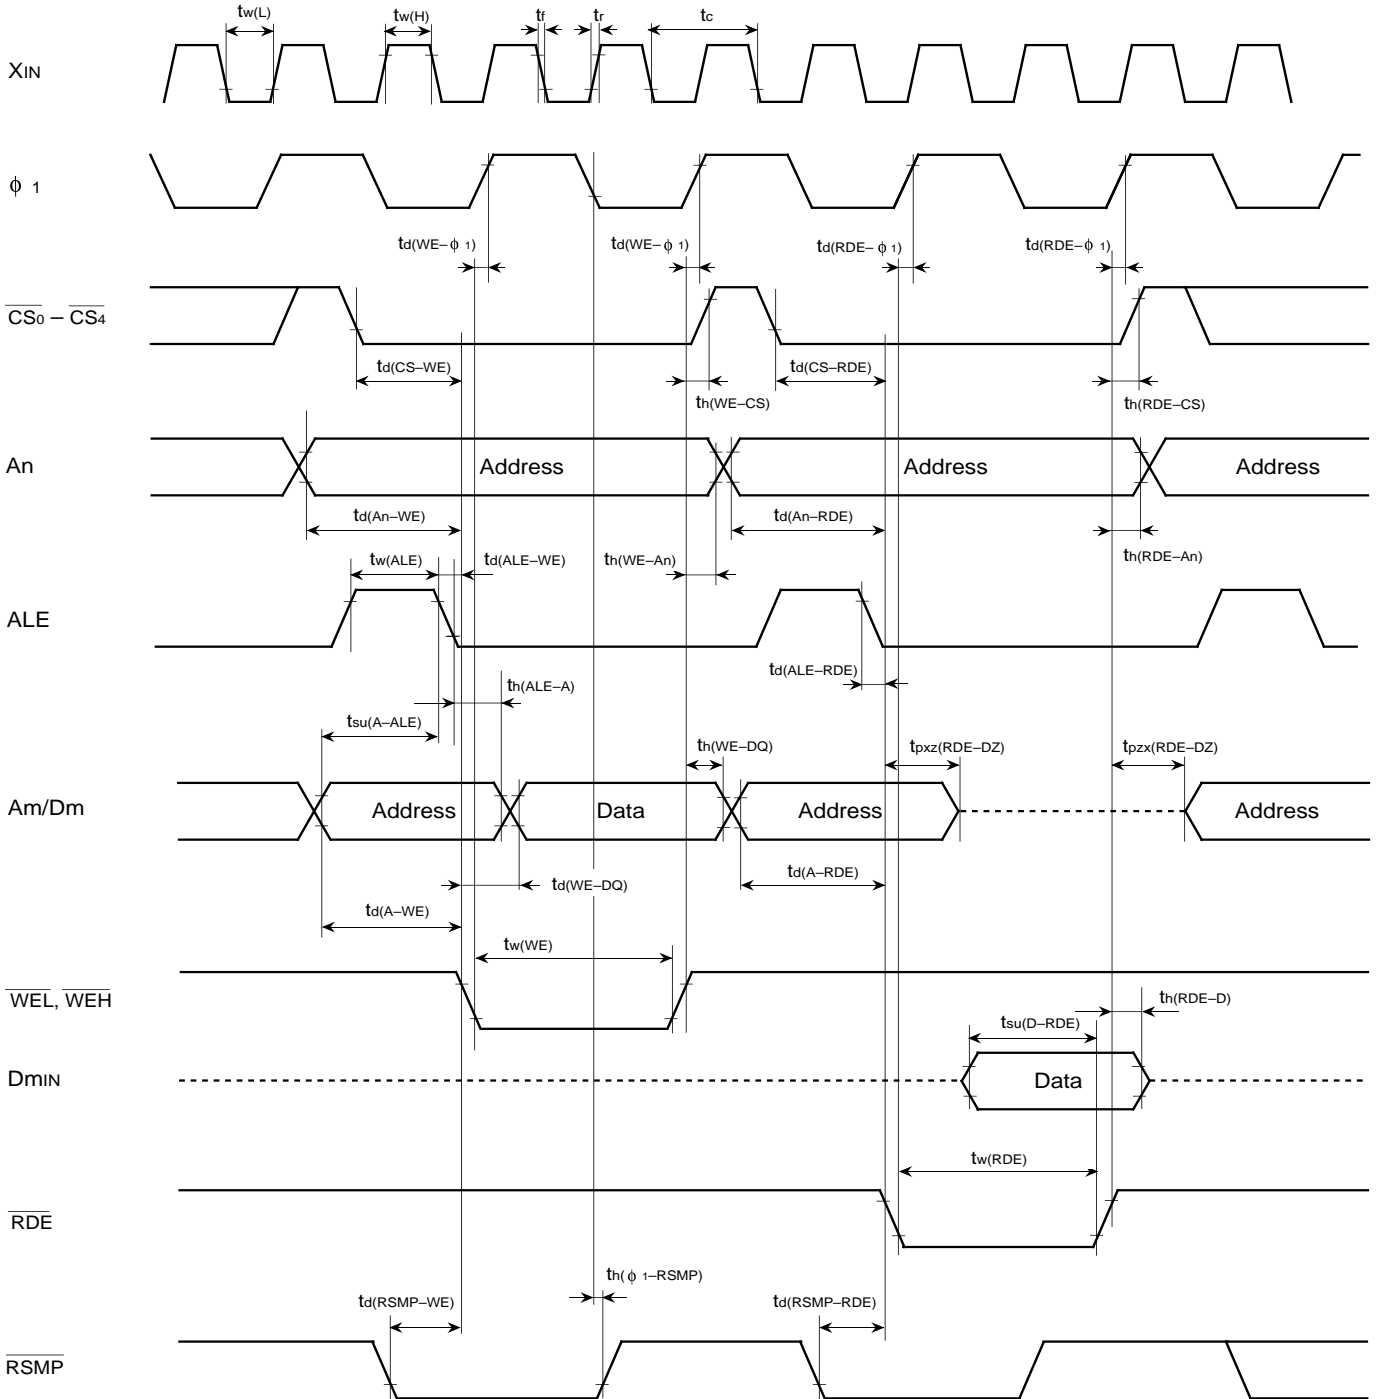 tw(L) tw(H) tf tr tc
XIN
ϕ 1
td(WE–ϕ 1) td(WE–ϕ 1) td(RDE–ϕ 1) td(RDE–ϕ 1)
CS0 – CS4
td(CS–WE) td(CS–RDE)
th(WE–CS) th(RDE–CS)
An Address Address Address
td(An–WE) td(An–RDE)
tw(ALE) td(ALE–WE) th(WE–An) th(RDE–An)
ALE
td(ALE–RDE)
th(ALE–A)
tsu(A–ALE)
th(WE–DQ) tpxz(RDE–DZ) tpzx(RDE–DZ)
Am/Dm Address Data Address Address
td(WE–DQ) td(A–RDE)
td(A–WE)
tw(WE)
WEL, WEH
th(RDE–D)
tsu(D–RDE)
DmIN Data
tw(RDE)
RDE
th(ϕ 1–RSMP)
td(RSMP–WE) td(RSMP–RDE)
RSMP